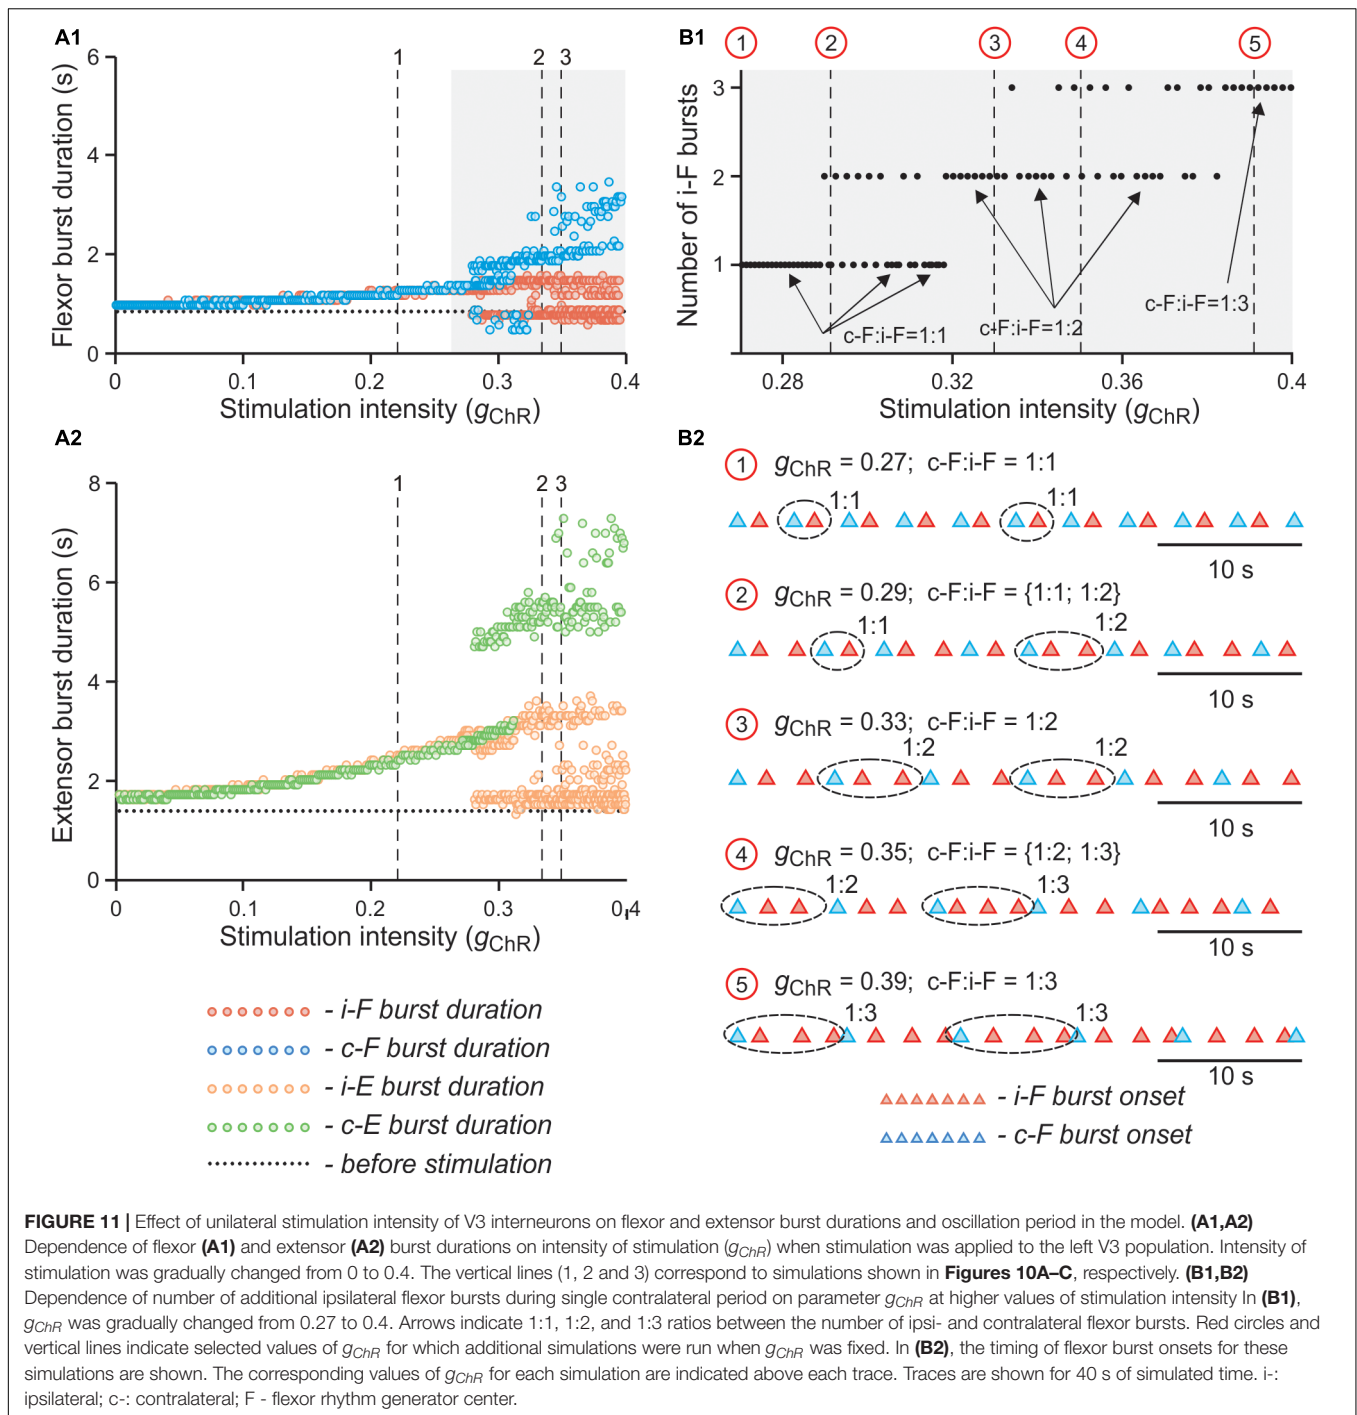 A1
Flexor burst duration (s)
6
4
2
0
1
2
3
0
0.1
0.2
0.3
0.4
Stimulation intensity (gChR)
B1
1
2
3
4
5
Number of i-F bursts
3
2
1
c-F:i-F=1:1
c-F:i-F=1:2
c-F:i-F=1:3
0.28
0.32
0.36
0.4
Stimulation intensity (gChR)
A2
Extensor burst duration (s)
8
6
4
2
0
1
2
3
0
0.1
0.2
0.3
0.4
Stimulation intensity (gChR)
- i-F burst duration
- c-F burst duration
- i-E burst duration
- c-E burst duration
- before stimulation
B2
1 gChR = 0.27; c-F:i-F = 1:1
1:1
1:1
10 s
2 gChR = 0.29; c-F:i-F = {1:1; 1:2}
1:1
1:2
10 s
3 gChR = 0.33; c-F:i-F = 1:2
1:2
1:2
10 s
4 gChR = 0.35; c-F:i-F = {1:2; 1:3}
1:2
1:3
10 s
5 gChR = 0.39; c-F:i-F = 1:3
1:3
1:3
10 s
- i-F burst onset
- c-F burst onset
FIGURE 11 | Effect of unilateral stimulation intensity of V3 interneurons on flexor and extensor burst durations and oscillation period in the model. (A1,A2)
Dependence of flexor (A1) and extensor (A2) burst durations on intensity of stimulation (gChR) when stimulation was applied to the left V3 population. Intensity of
stimulation was gradually changed from 0 to 0.4. The vertical lines (1, 2 and 3) correspond to simulations shown in Figures 10A–C, respectively. (B1,B2)
Dependence of number of additional ipsilateral flexor bursts during single contralateral period on parameter gChR at higher values of stimulation intensity In (B1),
gChR was gradually changed from 0.27 to 0.4. Arrows indicate 1:1, 1:2, and 1:3 ratios between the number of ipsi- and contralateral flexor bursts. Red circles and
vertical lines indicate selected values of gChR for which additional simulations were run when gChR was fixed. In (B2), the timing of flexor burst onsets for these
simulations are shown. The corresponding values of gChR for each simulation are indicated above each trace. Traces are shown for 40 s of simulated time. i-:
ipsilateral; c-: contralateral; F - flexor rhythm generator center.